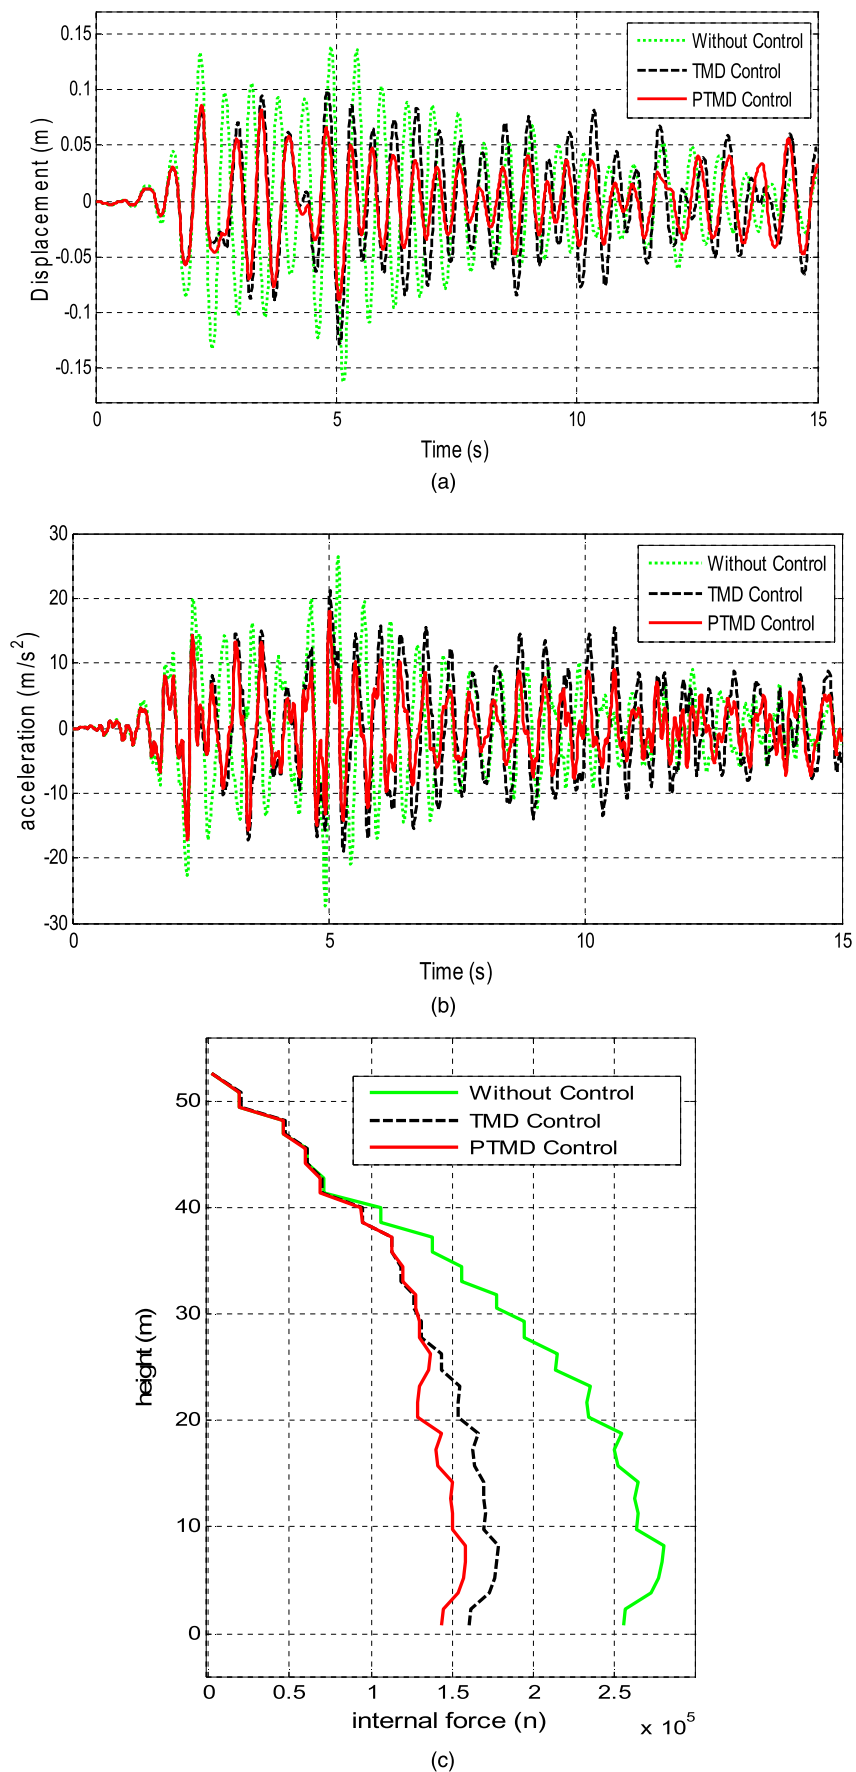 0.15
0.1
0.05
0
-0.05
-0.1
-0.15
Displacement (m)
Without Control
TMD Control
PTMD Control
0 5 10 15
Time (s)
(a)
30
20
10
0
-10
-20
-30
acceleration (m/s²)
Without Control
TMD Control
PTMD Control
0 5 10 15
Time (s)
(b)
50
40
30
20
10
0
height (m)
Without Control
TMD Control
PTMD Control
0 0.5 1 1.5 2 2.5
internal force (n)
x 10⁵
(c)